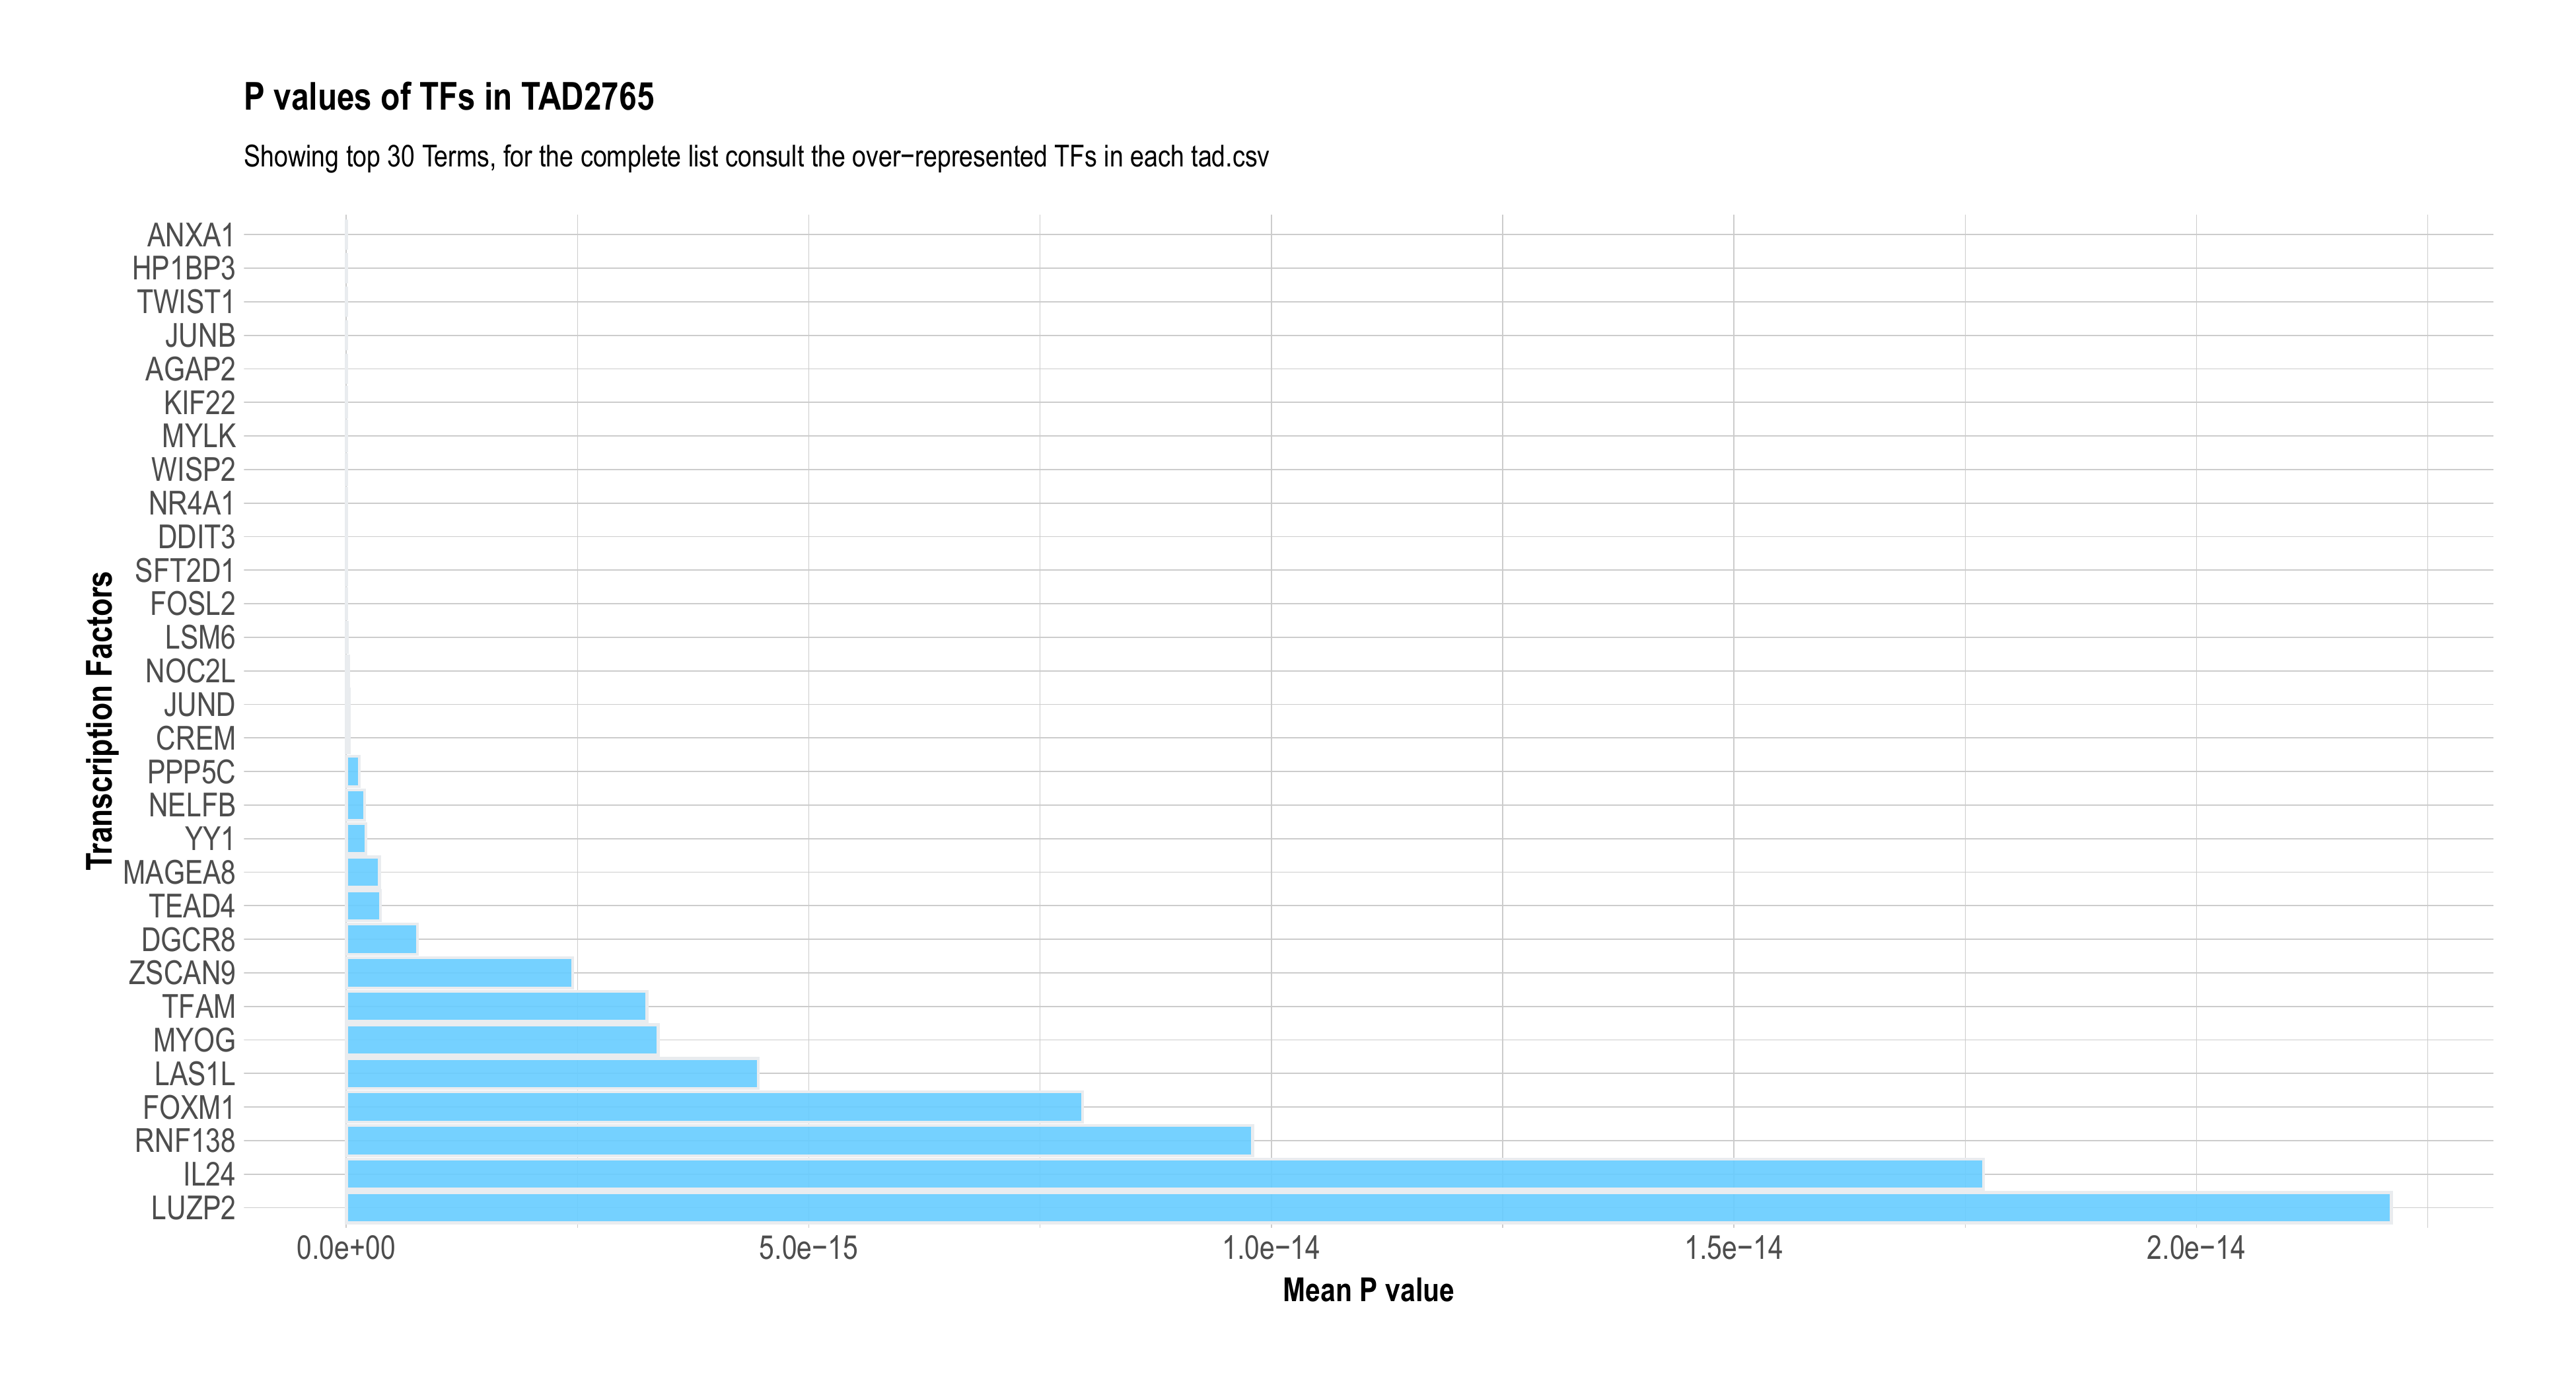 P values of TFs in TAD2765
Showing top 30 Terms, for the complete list consult the over−represented TFs in each tad.csv
Transcription Factors
ANXA1
HP1BP3
TWIST1
JUNB
AGAP2
KIF22
MYLK
WISP2
NR4A1
DDIT3
SFT2D1
FOSL2
LSM6
NOC2L
JUND
CREM
PPP5C
NELFB
YY1
MAGEA8
TEAD4
DGCR8
ZSCAN9
TFAM
MYOG
LAS1L
FOXM1
RNF138
IL24
LUZP2
0.0e+00 5.0e−15 1.0e−14 1.5e−14 2.0e−14
Mean P value